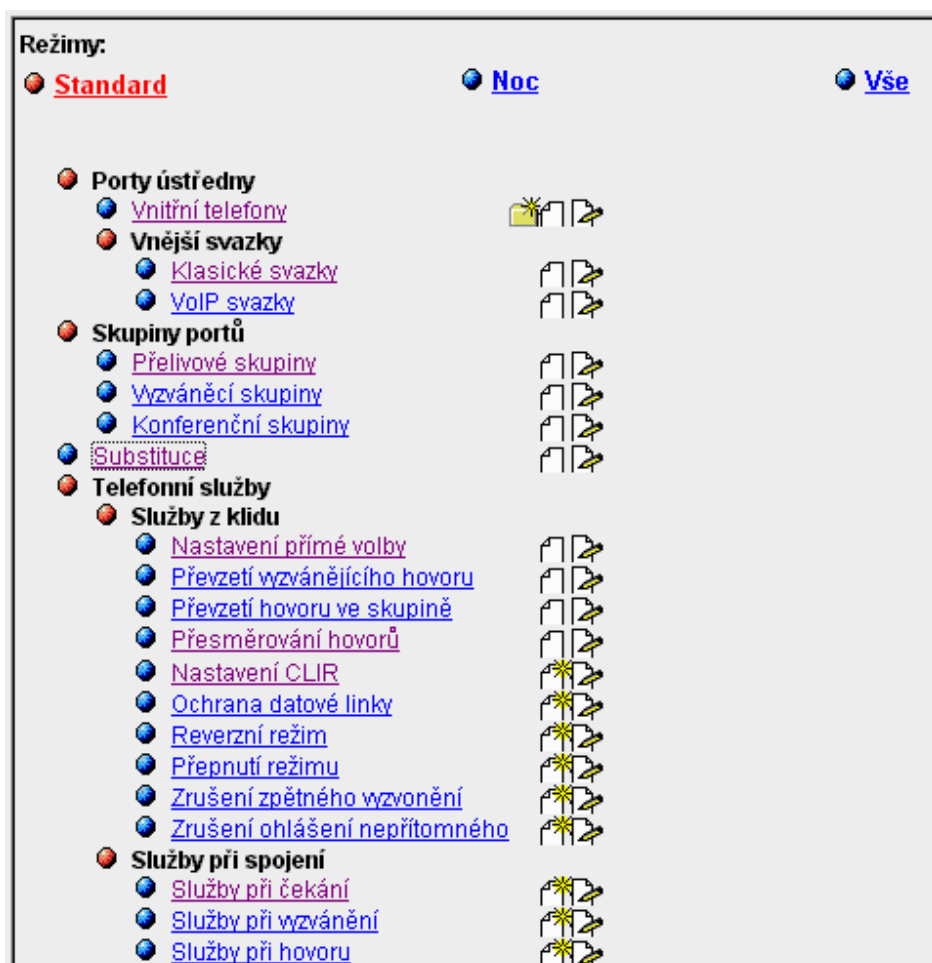 Režimy:
Standard Noc Vše
Porty ústředny
Vnitřní telefony
Vnější svazky
Klasické svazky
VoIP svazky
Skupiny portů
Přelivové skupiny
Vyzváněcí skupiny
Konferenční skupiny
Substituce
Telefonní služby
Služby z klidu
Nastavení přímé volby
Převzetí vyzvánějícího hovoru
Převzetí hovoru ve skupině
Přesměrování hovorů
Nastavení CLIR
Ochrana datové linky
Reverzní režim
Přepnutí režimu
Zrušení zpětného vyzvonění
Zrušení ohlášení nepřítomného
Služby při spojení
Služby při čekání
Služby při vyzvánění
Služby při hovoru